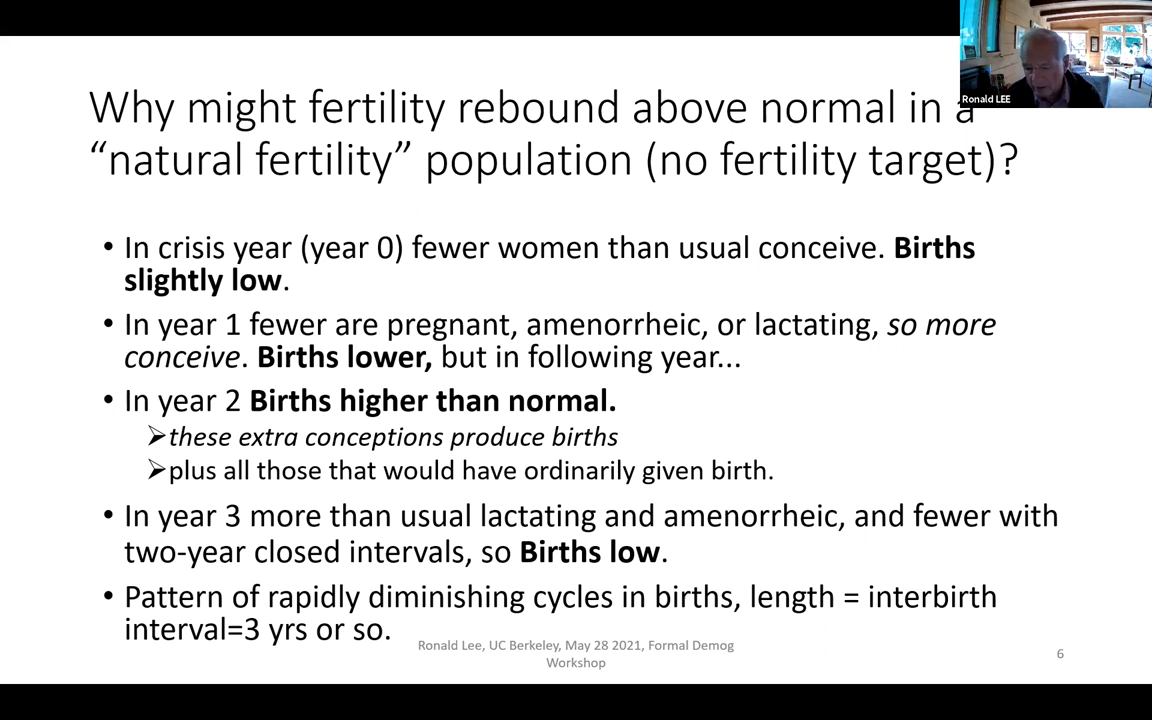 Ronald LEE
Why might fertility rebound above normal in a
“natural fertility” population (no fertility target)?
• In crisis year (year 0) fewer women than usual conceive. Births
slightly low.
• In year 1 fewer are pregnant, amenorrheic, or lactating, so more
conceive. Births lower, but in following year...
• In year 2 Births higher than normal.
➢these extra conceptions produce births
➢plus all those that would have ordinarily given birth.
• In year 3 more than usual lactating and amenorrheic, and fewer with
two-year closed intervals, so Births low.
• Pattern of rapidly diminishing cycles in births, length = interbirth
interval=3 yrs or so.
Ronald Lee, UC Berkeley, May 28 2021, Formal Demog
Workshop
6